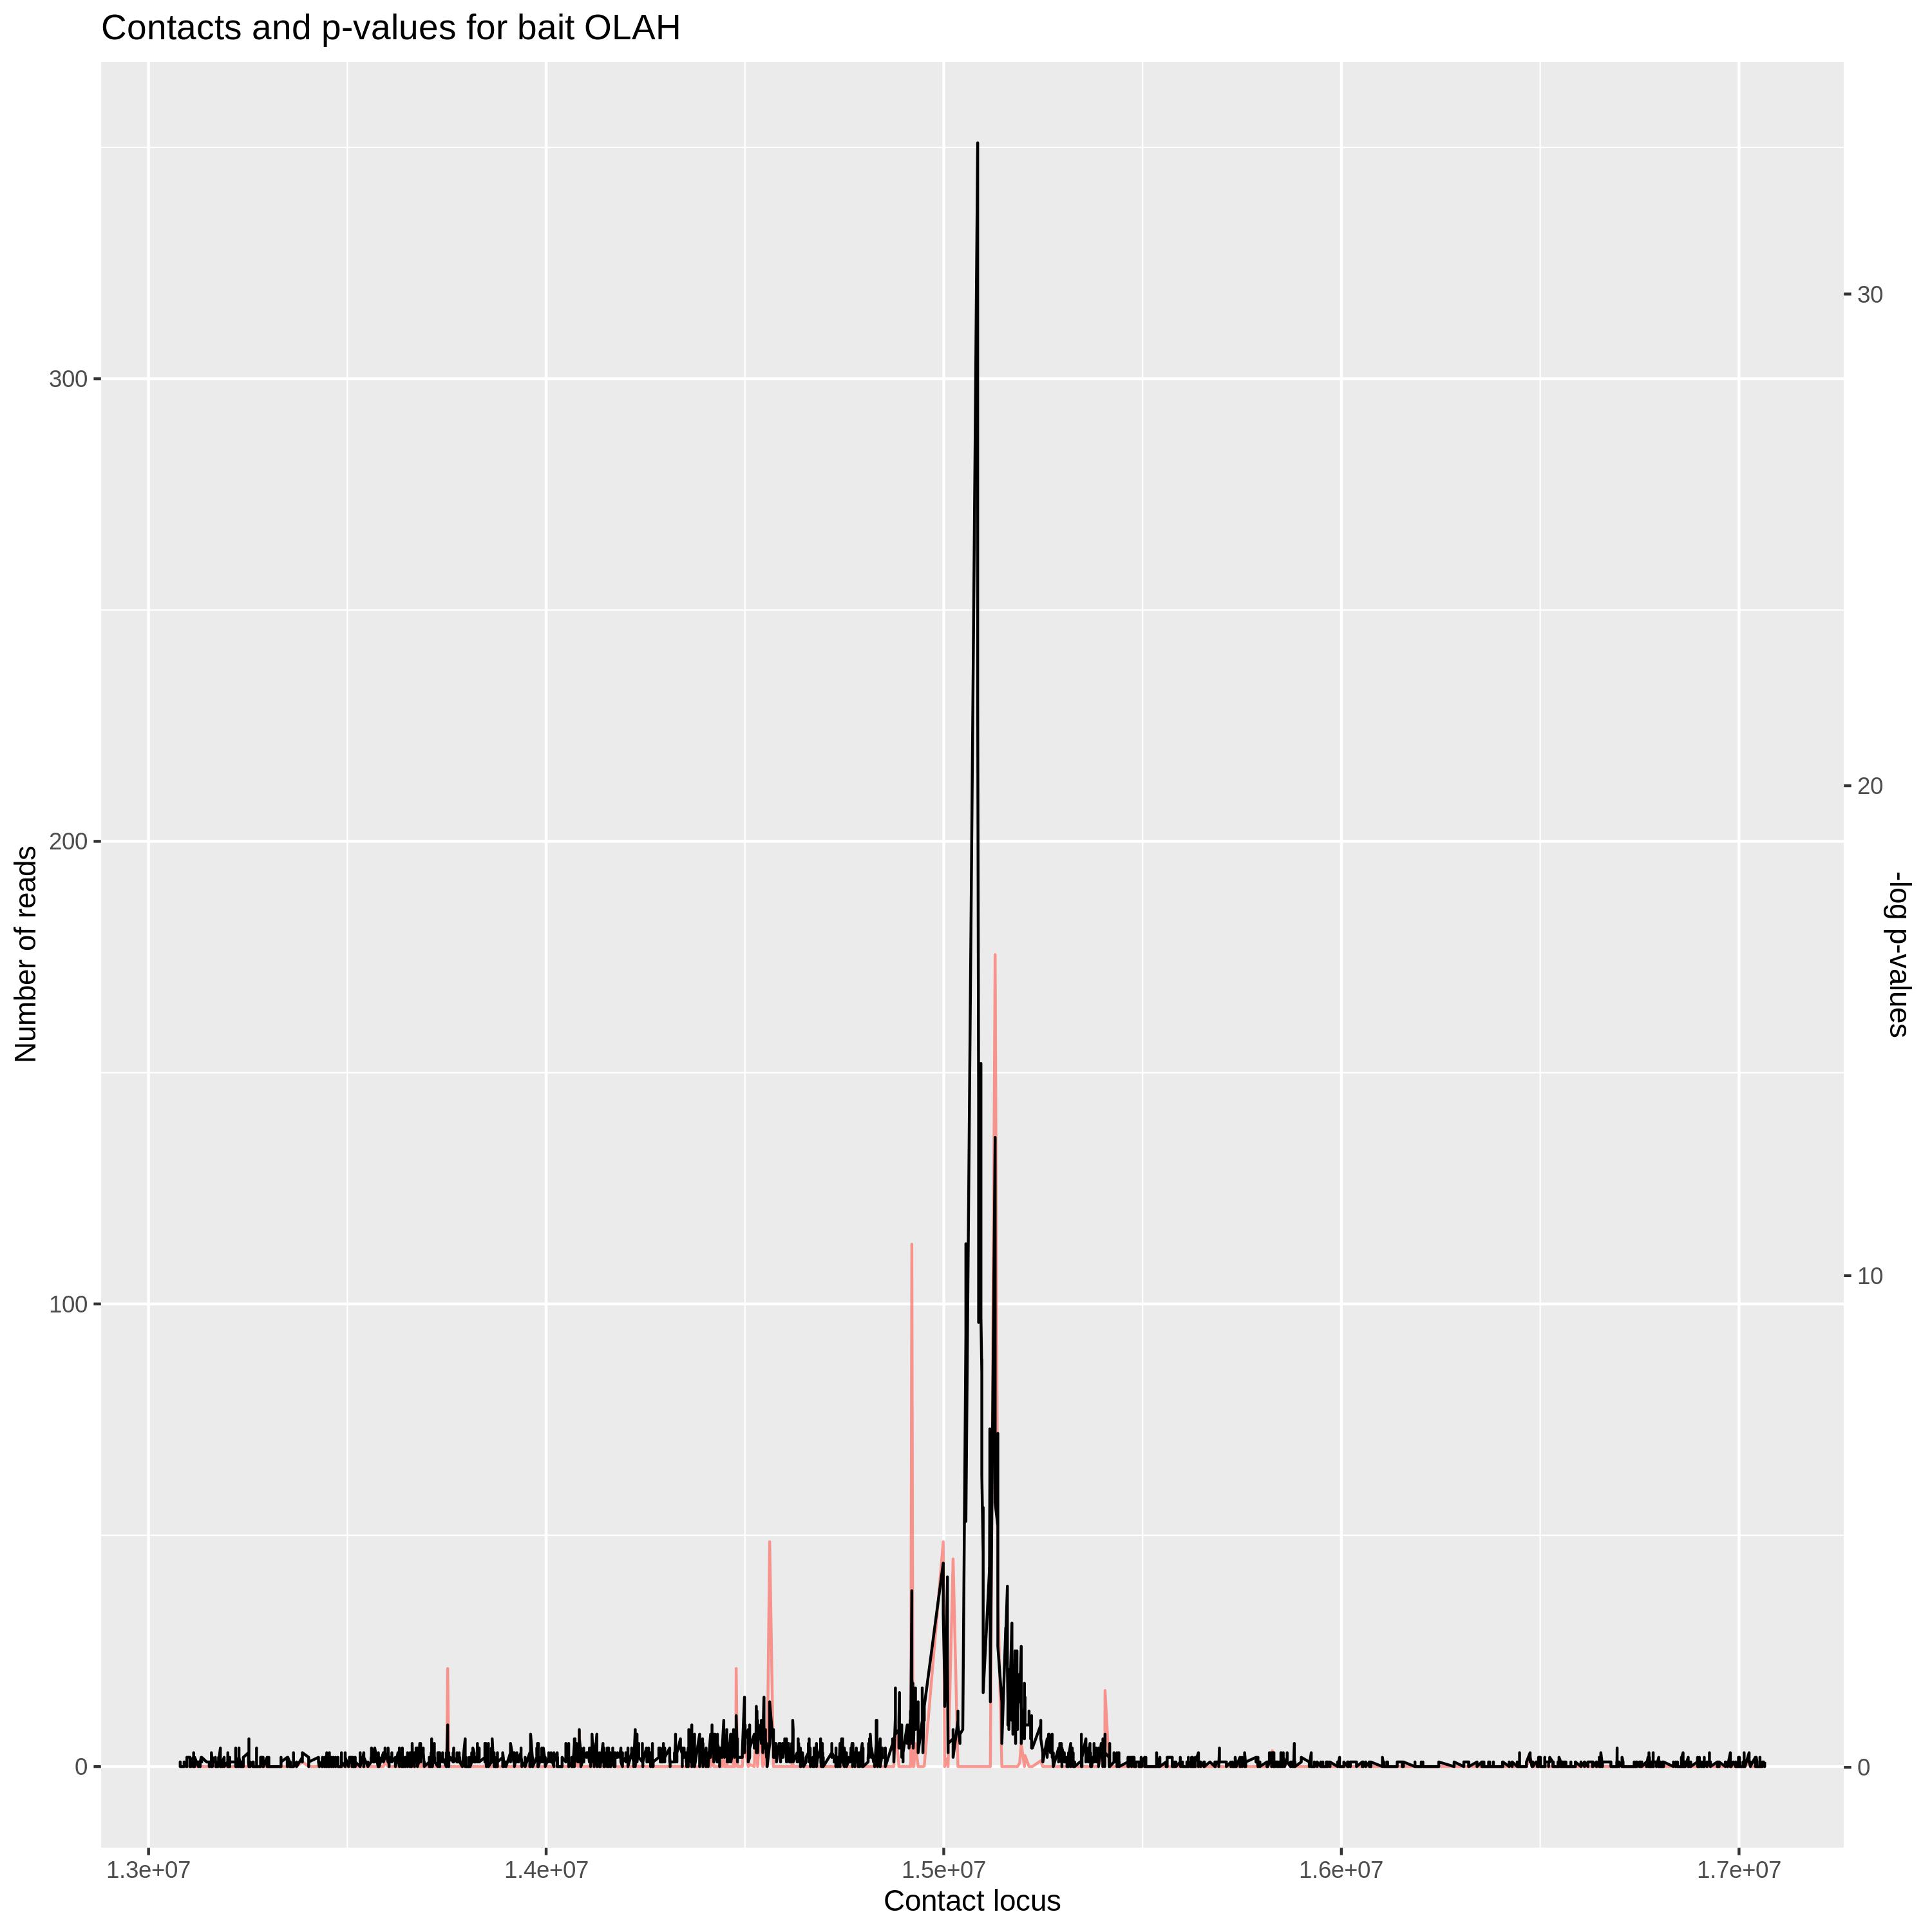 Contacts and p-values for bait OLAH
Number of reads
300
200
100
0
30
20
10
0
-log p-values
1.3e+07
1.4e+07
1.5e+07
1.6e+07
1.7e+07
Contact locus